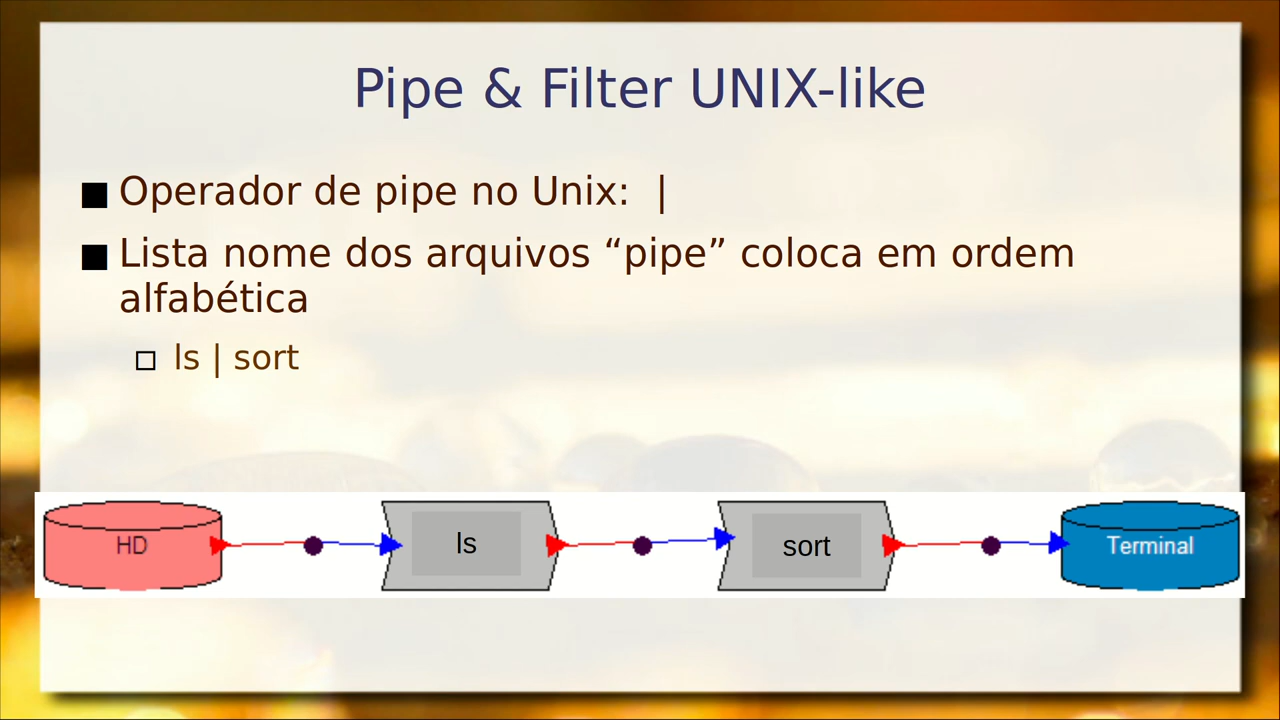 Pipe & Filter UNIX-like
Operador de pipe no Unix:  |
Lista nome dos arquivos “pipe” coloca em ordem
alfabética
ls | sort
HD
ls
sort
Terminal